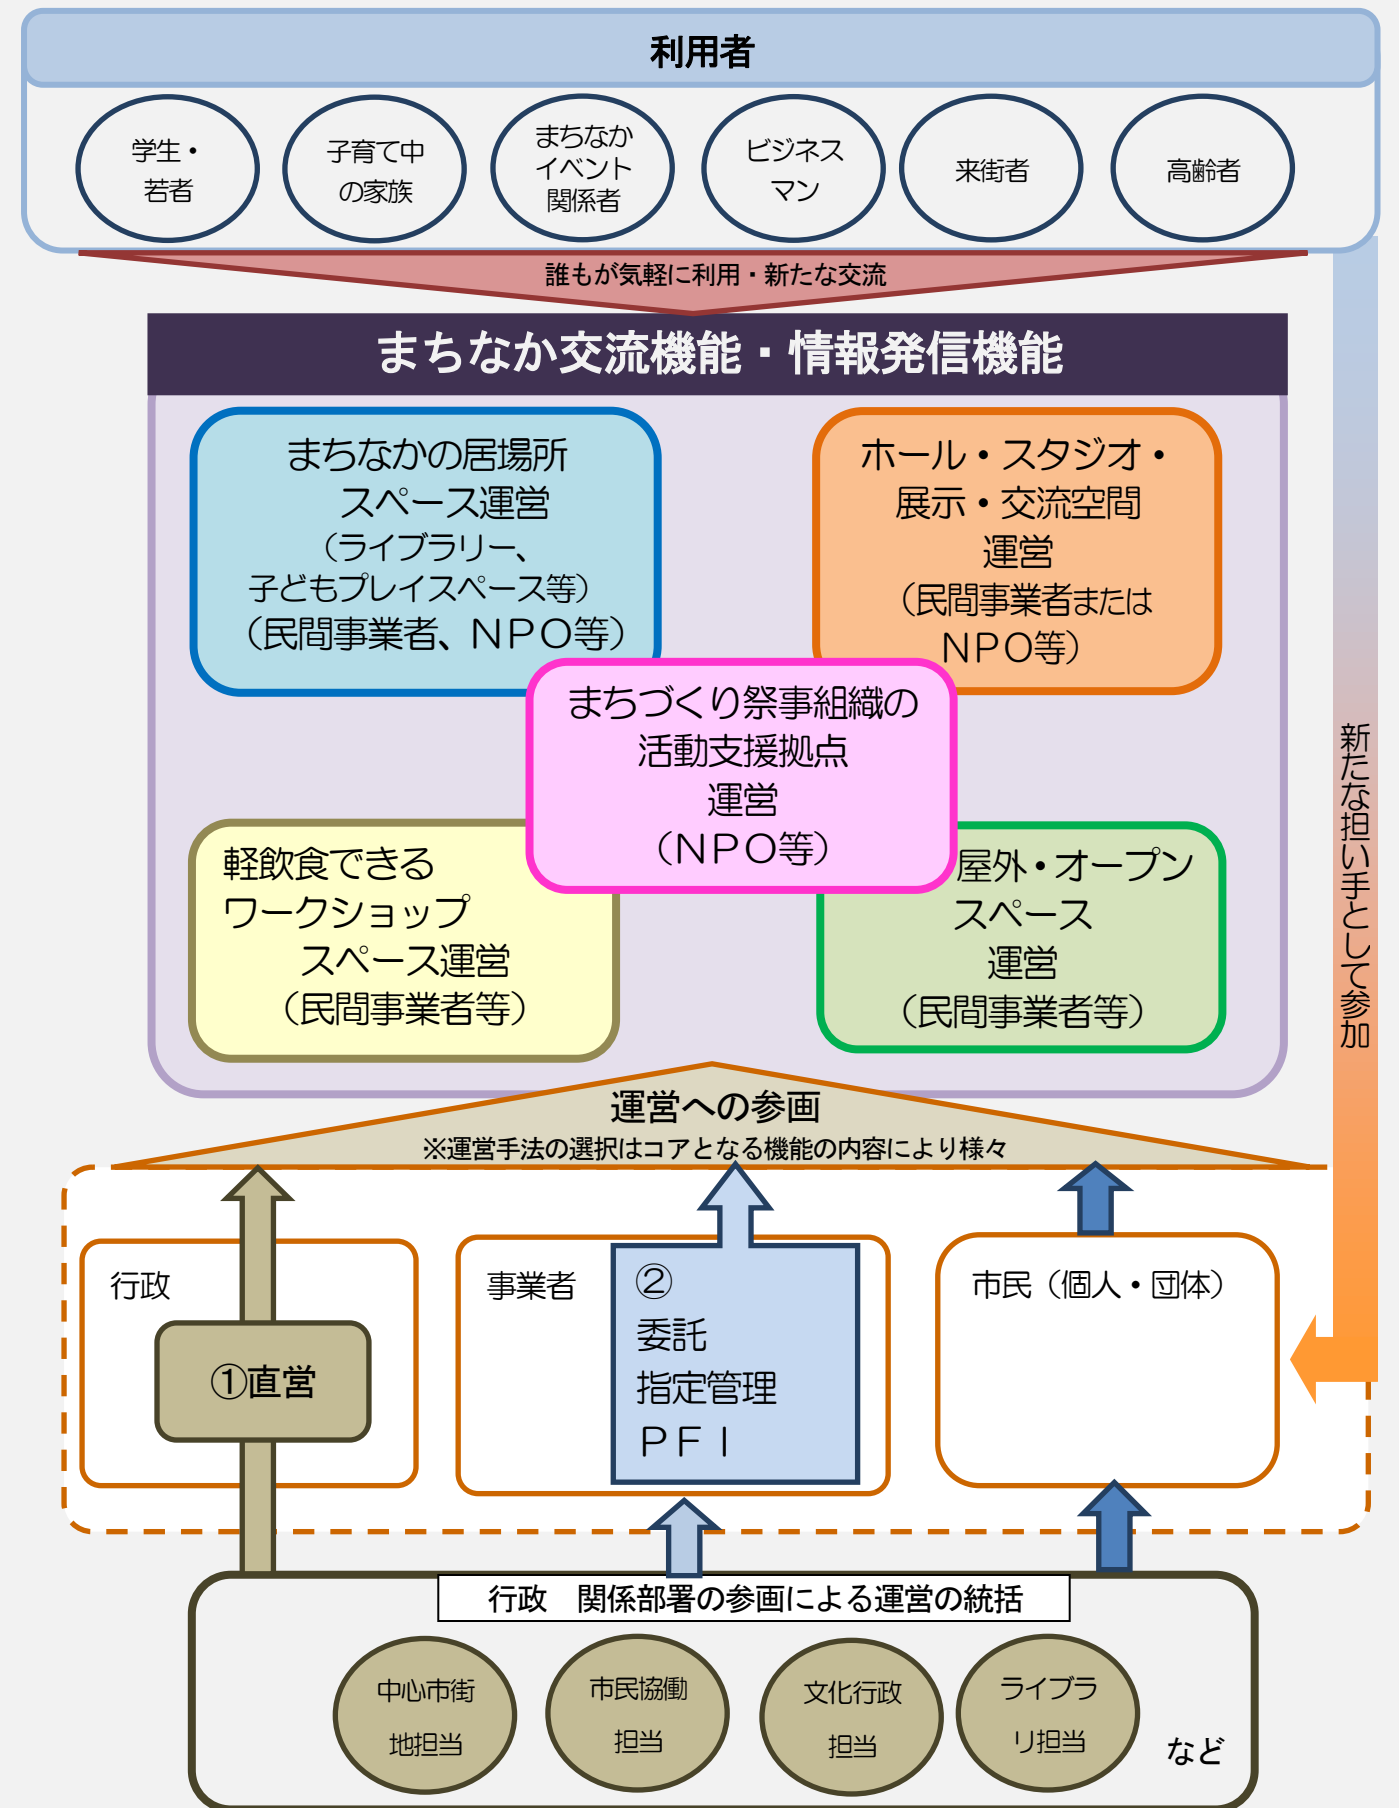 利用者
学生・
若者
子育て中
の家族
まちなか
イベント
関係者
ビジネス
マン
来街者
高齢者
誰もが気軽に利用・新たな交流
まちなか交流機能・情報発信機能
まちなかの居場所
スペース運営
（ライブラリー、
子どもプレイスペース等）
（民間事業者、ＮＰＯ等）
ホール・スタジオ・
展示・交流空間
運営
（民間事業者または
ＮＰＯ等）
まちづくり祭事組織の
活動支援拠点
運営
（ＮＰＯ等）
軽飲食できる
ワークショップ
スペース運営
（民間事業者等）
屋外・オープン
スペース
運営
（民間事業者等）
新たな担い手として参加
運営への参画
※運営手法の選択はコアとなる機能の内容により様々
行政
①直営
事業者
②
委託
指定管理
ＰＦＩ
市民（個人・団体）
行政　関係部署の参画による運営の統括
中心市街
地担当
市民協働
担当
文化行政
担当
ライブラ
リ担当
など